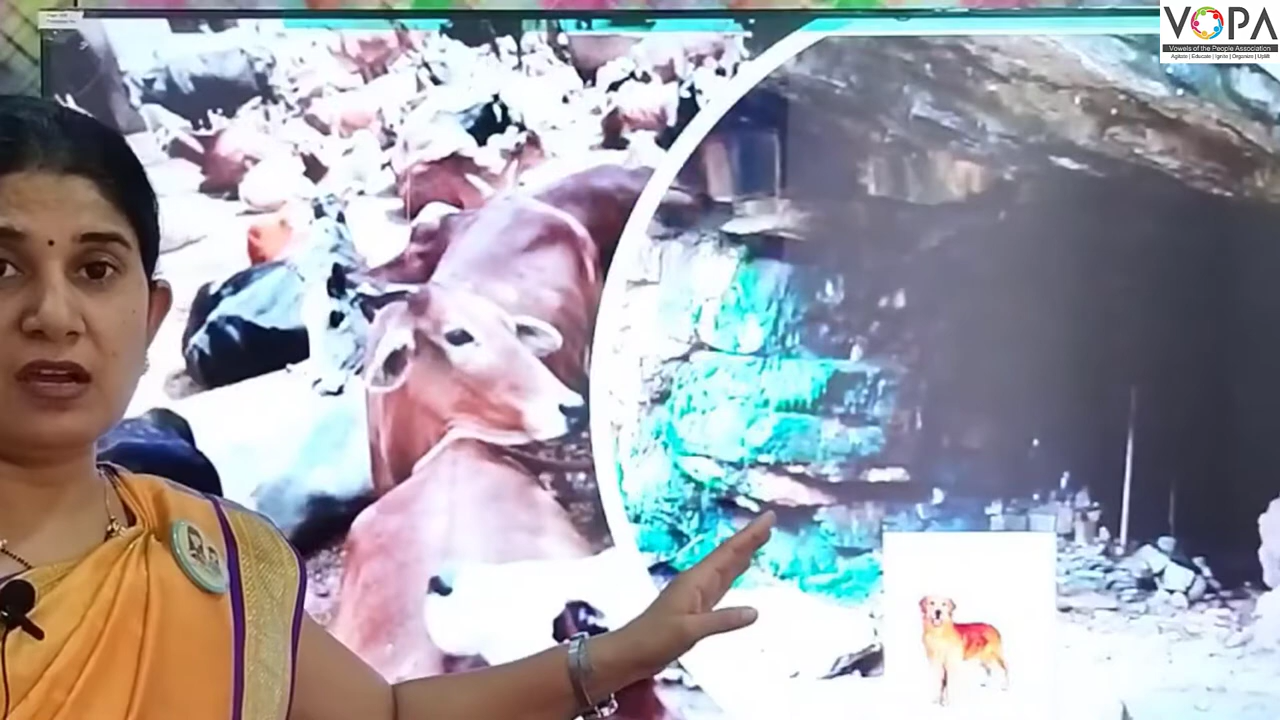 VOPA
Vowels of the People Association
Agitate | Educate | Ignite | Organize | Uplift